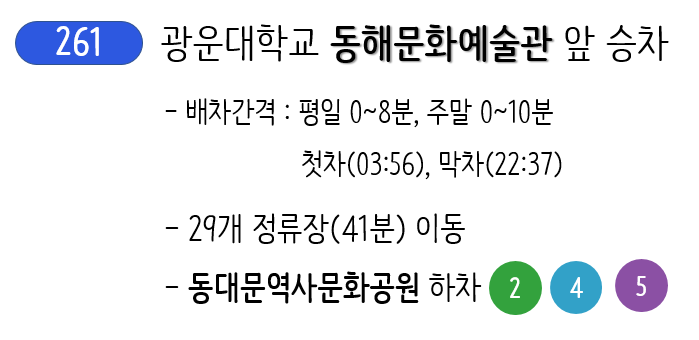 261 광운대학교 동해문화예술관 앞 승차
- 배차간격 : 평일 0~8분, 주말 0~10분
첫차(03:56), 막차(22:37)
- 29개 정류장(41분) 이동
- 동대문역사문화공원 하차 2 4 5